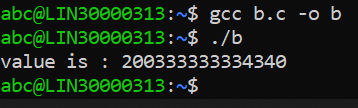 abc@LIN30000313:~$ gcc b.c -o b
abc@LIN30000313:~$ ./b
value is : 200333333334340
abc@LIN30000313:~$